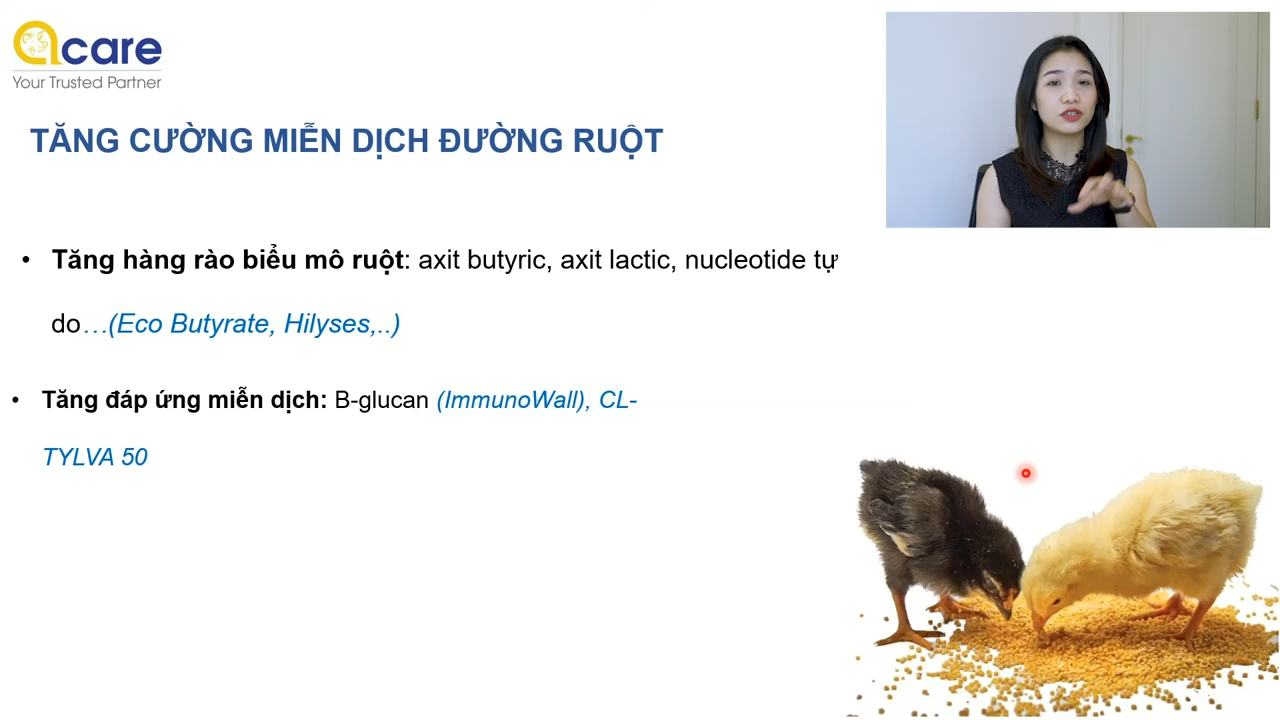 acare
Your Trusted Partner
TĂNG CƯỜNG MIỄN DỊCH ĐƯỜNG RUỘT
• Tăng hàng rào biểu mô ruột: axit butyric, axit lactic, nucleotide tự
do…(Eco Butyrate, Hilyses,..)
• Tăng đáp ứng miễn dịch: B-glucan (ImmunoWall), CL-
TYLVA 50